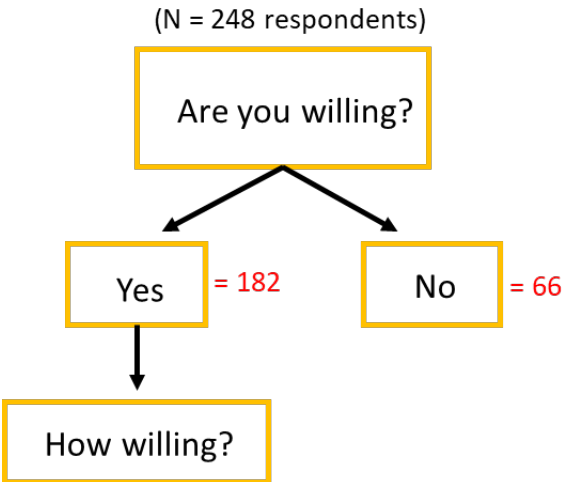 (N = 248 respondents)
Are you willing?
Yes
= 182
No
= 66
How willing?